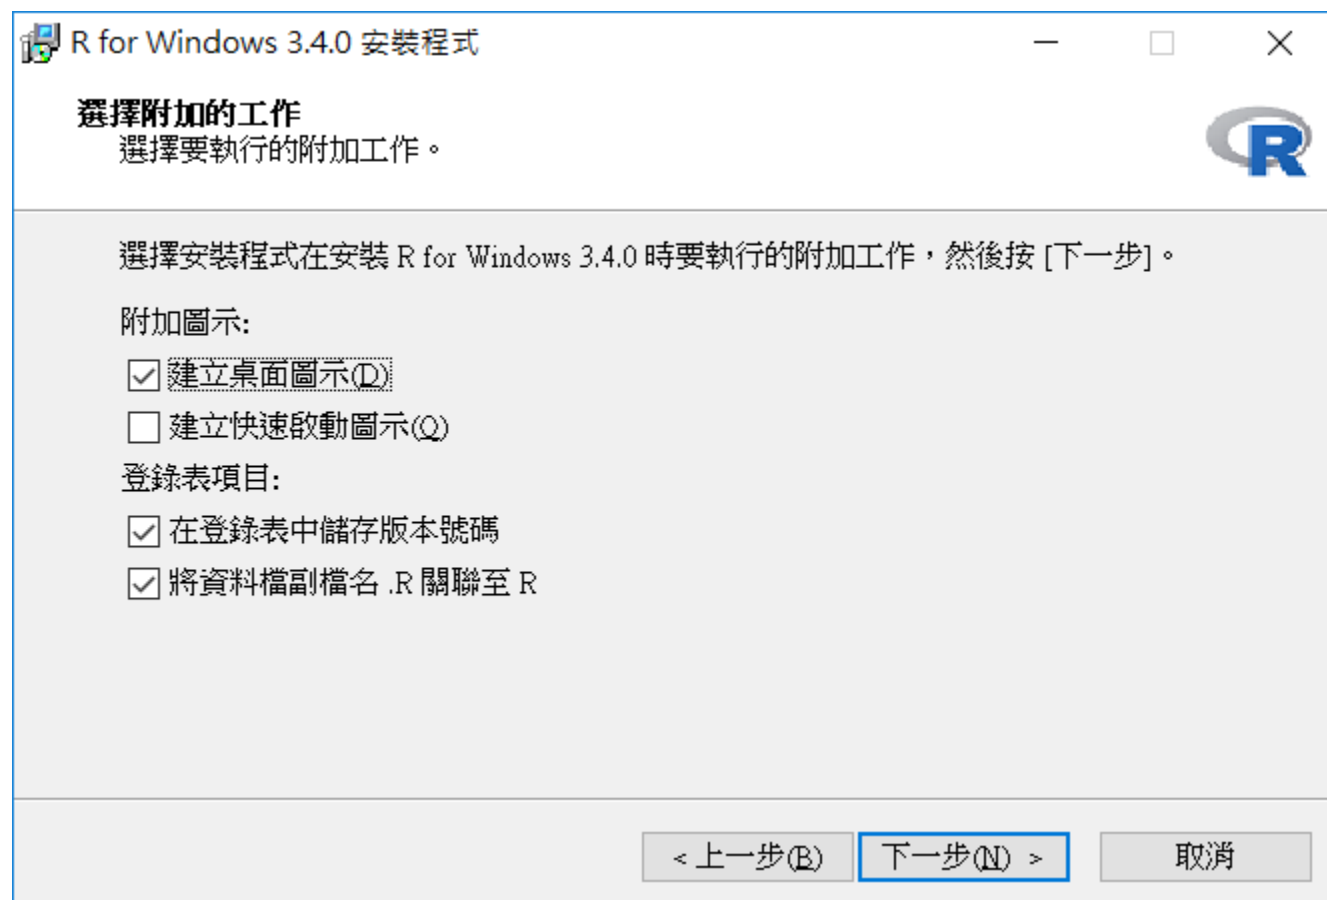 R for Windows 3.4.0 安裝程式
選擇附加的工作
選擇要執行的附加工作。
R
選擇安裝程式在安裝 R for Windows 3.4.0 時要執行的附加工作，然後按 [下一步]。
附加圖示:
建立桌面圖示(D)
建立快速啟動圖示(Q)
登錄表項目:
在登錄表中儲存版本號碼
將資料檔副檔名 .R 關聯至 R
< 上一步(B) 下一步(N) > 取消